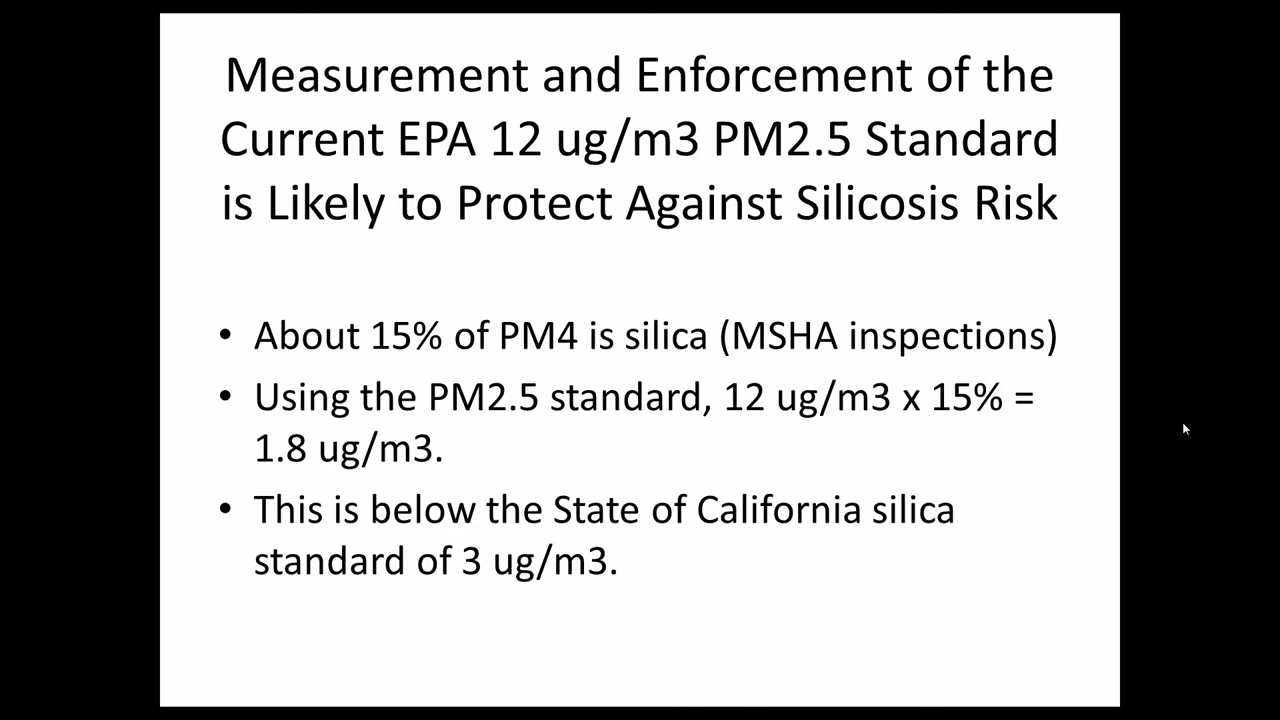 Measurement and Enforcement of the
Current EPA 12 ug/m3 PM2.5 Standard
is Likely to Protect Against Silicosis Risk
• About 15% of PM4 is silica (MSHA inspections)
• Using the PM2.5 standard, 12 ug/m3 x 15% =
1.8 ug/m3.
• This is below the State of California silica
standard of 3 ug/m3.